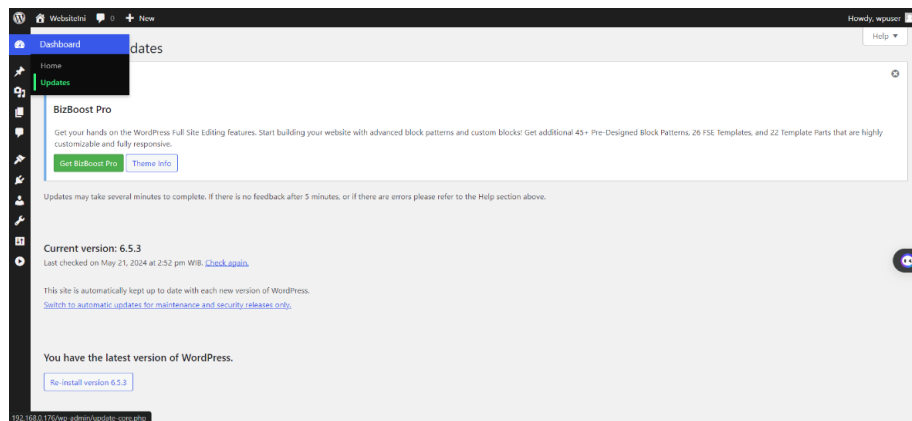 WebsiteIni 0 + New Howdy, wpuser
Dashboard
dates
Help ▼
Home
Updates
BizBoost Pro
Get your hands on the WordPress Full Site Editing features. Start building your website with advanced block patterns and custom blocks! Get additional 45+ Pre-Designed Block Patterns, 26 FSE Templates, and 22 Template Parts that are highly
customizable and fully responsive.
Get BizBoost Pro Theme Info
Updates may take several minutes to complete. If there is no feedback after 5 minutes, or if there are errors please refer to the Help section above.
Current version: 6.5.3
Last checked on May 21, 2024 at 2:52 pm WIB. Check again.
This site is automatically kept up to date with each new version of WordPress.
Switch to automatic updates for maintenance and security releases only.
You have the latest version of WordPress.
Re-install version 6.5.3
192.168.0.176/wp-admin/update-core.php